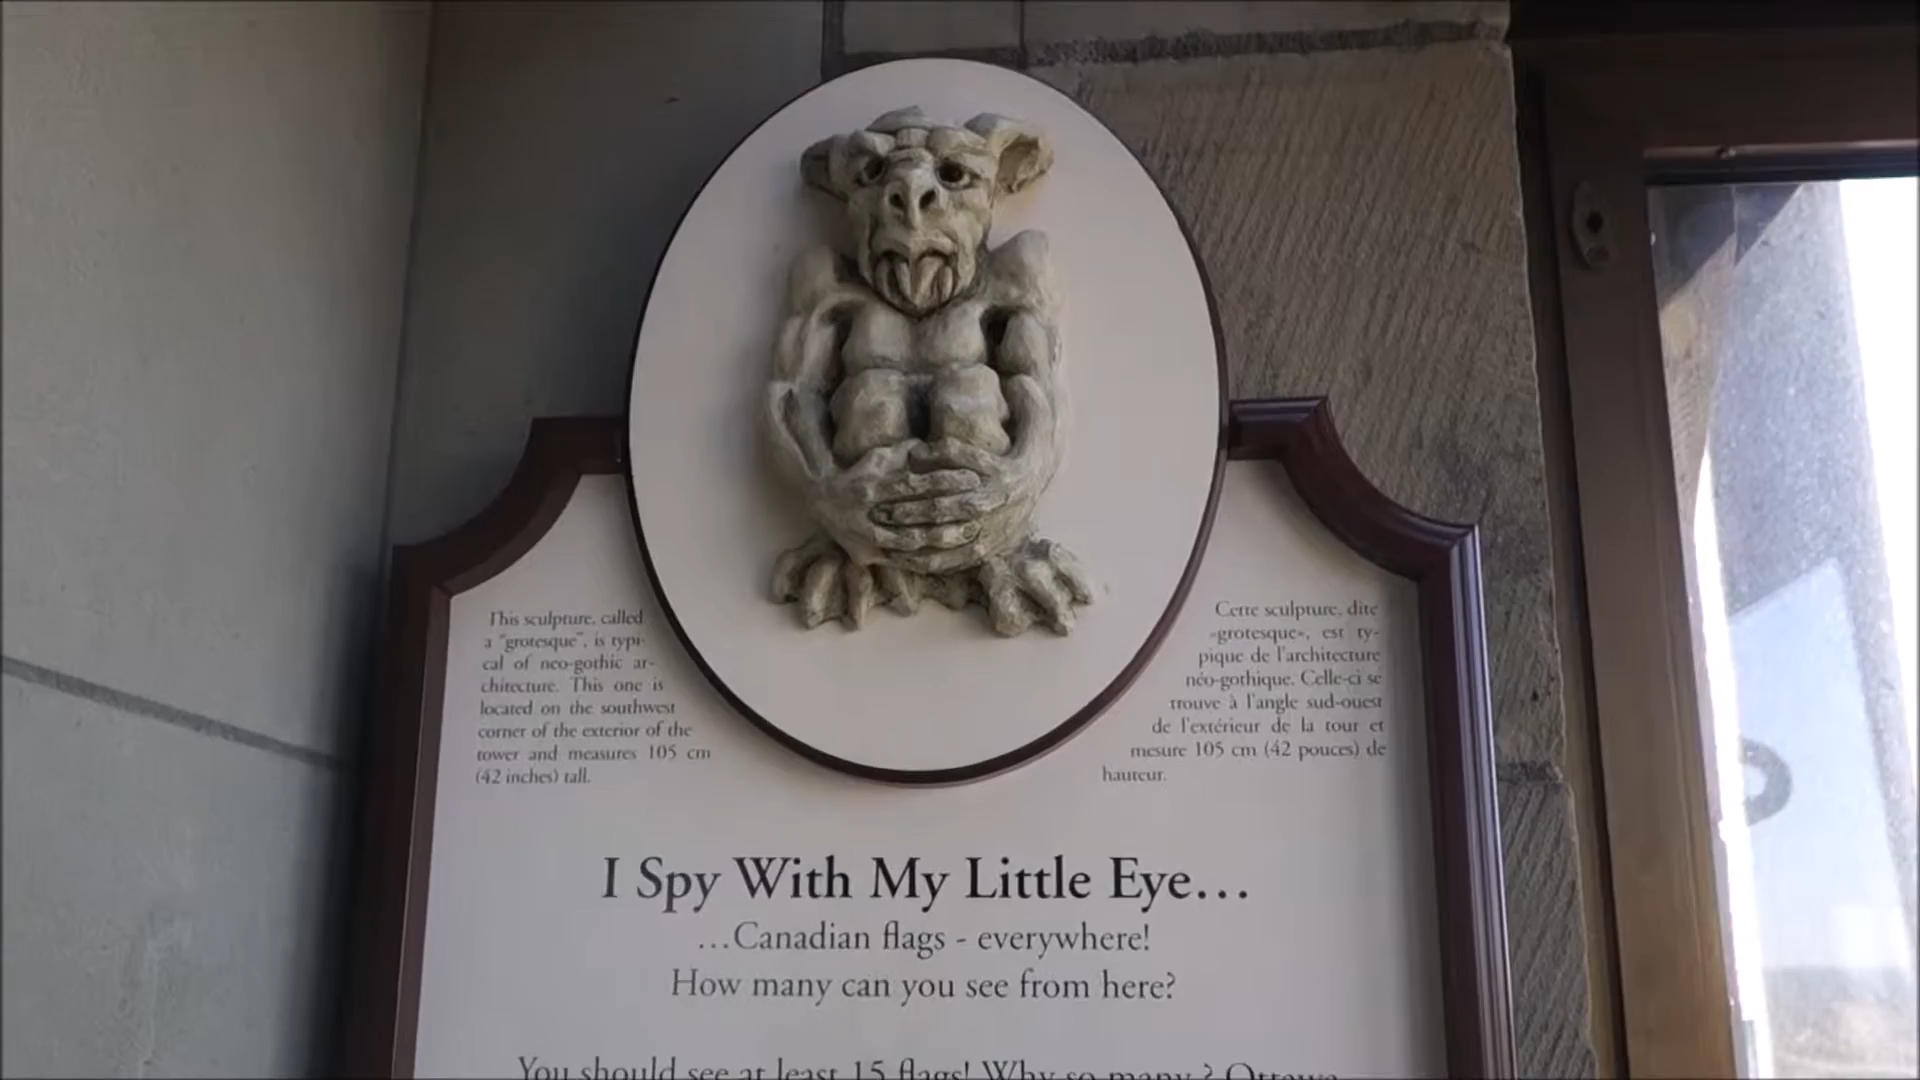 This sculpture, called
a "grotesque", is typi-
cal of neo-gothic ar-
chitecture. This one is
located on the southwest
corner of the exterior of the
tower and measures 105 cm
(42 inches) tall.
Cette sculpture, dite
«grotesque», est ty-
pique de l'architecture
néo-gothique. Celle-ci se
trouve à l'angle sud-ouest
de l'extérieur de la tour et
mesure 105 cm (42 pouces) de
hauteur.
I Spy With My Little Eye…
…Canadian flags - everywhere!
How many can you see from here?
You should see at least 15 flags! Why so many? Ottawa